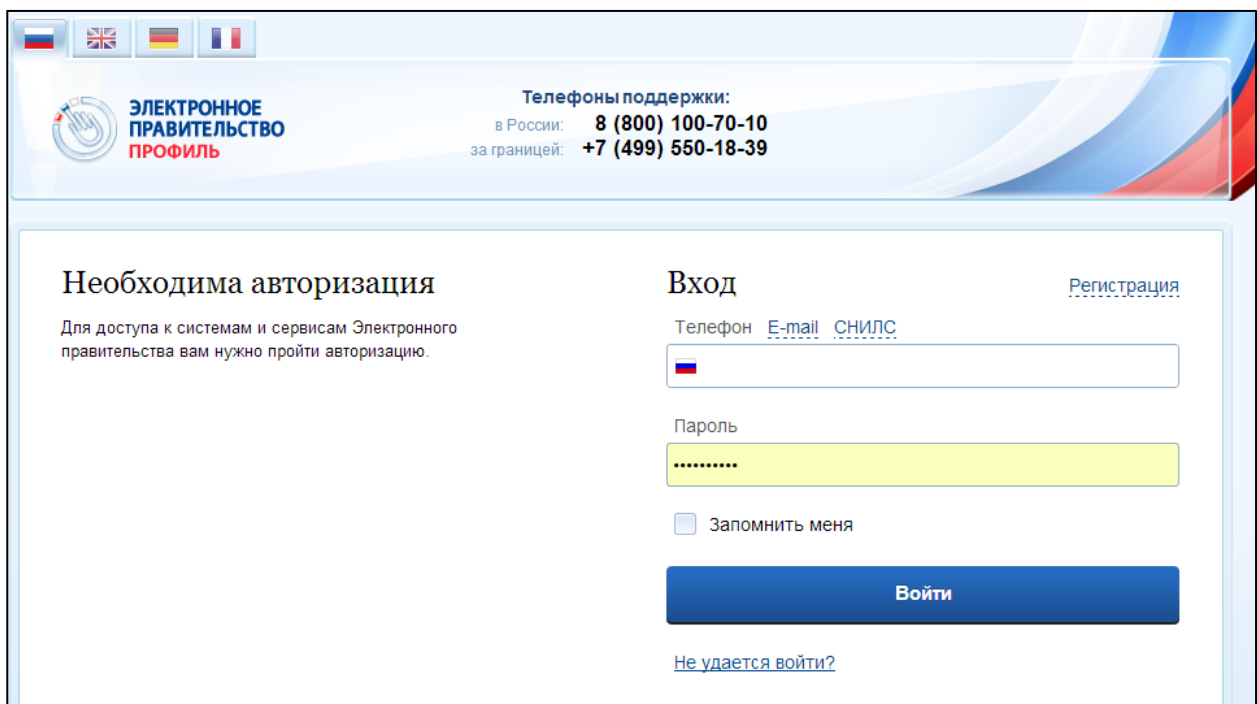 ЭЛЕКТРОННОЕ
ПРАВИТЕЛЬСТВО
ПРОФИЛЬ
Телефоны поддержки:
в России: 8 (800) 100-70-10
за границей: +7 (499) 550-18-39
Необходима авторизация
Для доступа к системам и сервисам Электронного
правительства вам нужно пройти авторизацию.
Вход
Регистрация
Телефон E-mail СНИЛС
Пароль
••••••••••
Запомнить меня
Войти
Не удается войти?